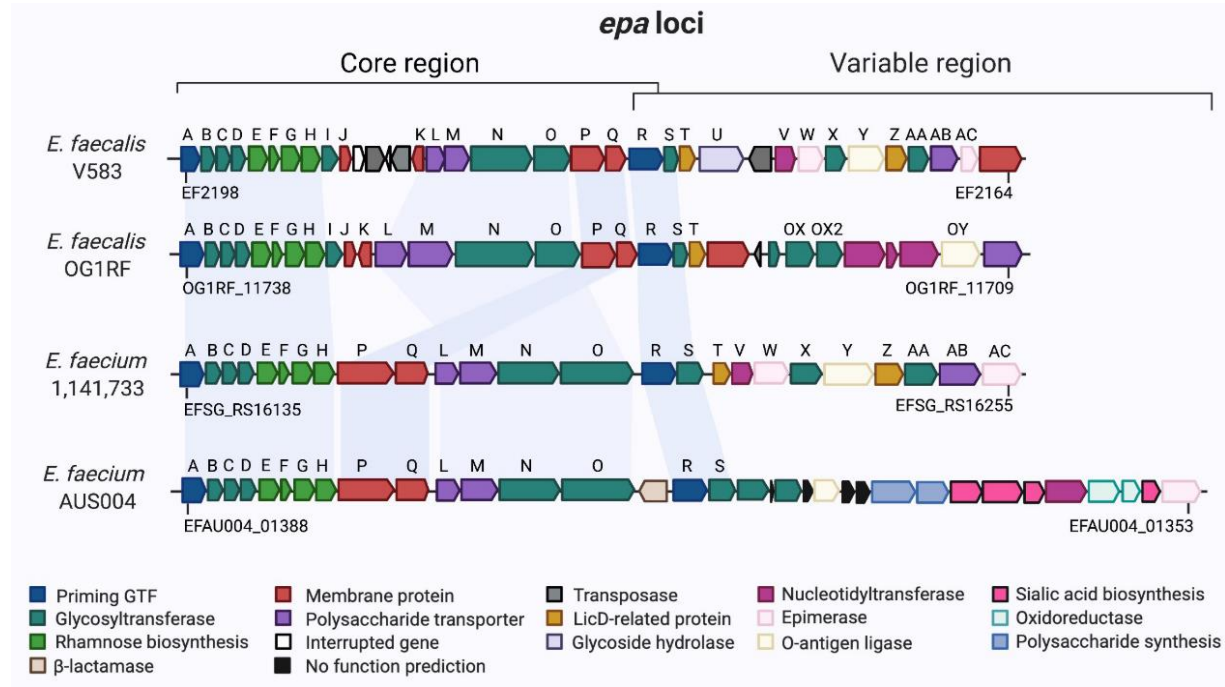 epa loci
Core region
Variable region
A B C D E F G H I J K L M N O P Q R S T U V W X Y Z AA AB AC
E. faecalis
V583
EF2198
EF2164
A B C D E F G H I J K L M N O P Q R S T OX OX2 OY
E. faecalis
OG1RF
OG1RF_11738
OG1RF_11709
A B C D E F G H P Q L M N O R S T V W X Y Z AA AB AC
E. faecium
1,141,733
EFSG_RS16135
EFSG_RS16255
A B C D E F G H P Q L M N O R S
E. faecium
AUS004
EFAU004_01388
EFAU004_01353
Priming GTF
Glycosyltransferase
Rhamnose biosynthesis
β-lactamase
Membrane protein
Polysaccharide transporter
Interrupted gene
No function prediction
Transposase
LicD-related protein
Glycoside hydrolase
Nucleotidyltransferase
Epimerase
O-antigen ligase
Sialic acid biosynthesis
Oxidoreductase
Polysaccharide synthesis